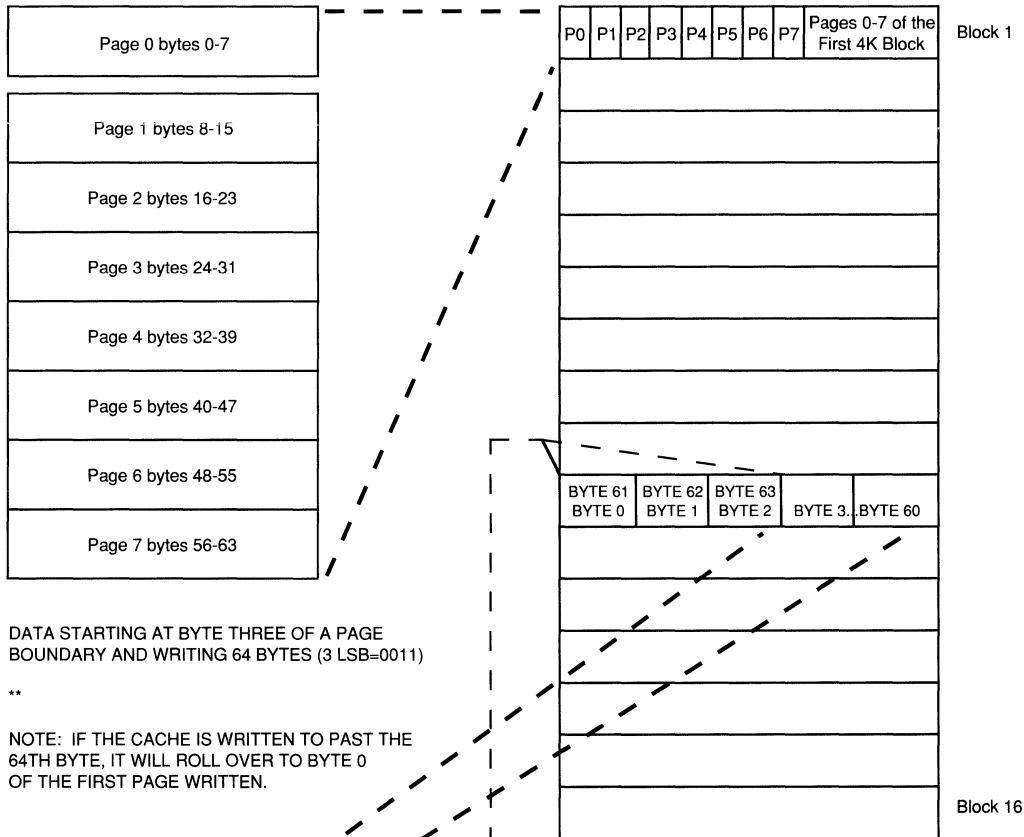 Page 0 bytes 0-7
Page 1 bytes 8-15
Page 2 bytes 16-23
Page 3 bytes 24-31
Page 4 bytes 32-39
Page 5 bytes 40-47
Page 6 bytes 48-55
Page 7 bytes 56-63
DATA STARTING AT BYTE THREE OF A PAGE
BOUNDARY AND WRITING 64 BYTES (3 LSB=0011)
**
NOTE: IF THE CACHE IS WRITTEN TO PAST THE
64TH BYTE, IT WILL ROLL OVER TO BYTE 0
OF THE FIRST PAGE WRITTEN.
P0 P1 P2 P3 P4 P5 P6 P7 Pages 0-7 of the
First 4K Block
Block 1
BYTE 61 BYTE 62 BYTE 63
BYTE 0 BYTE 1 BYTE 2 BYTE 3...BYTE 60
Block 16